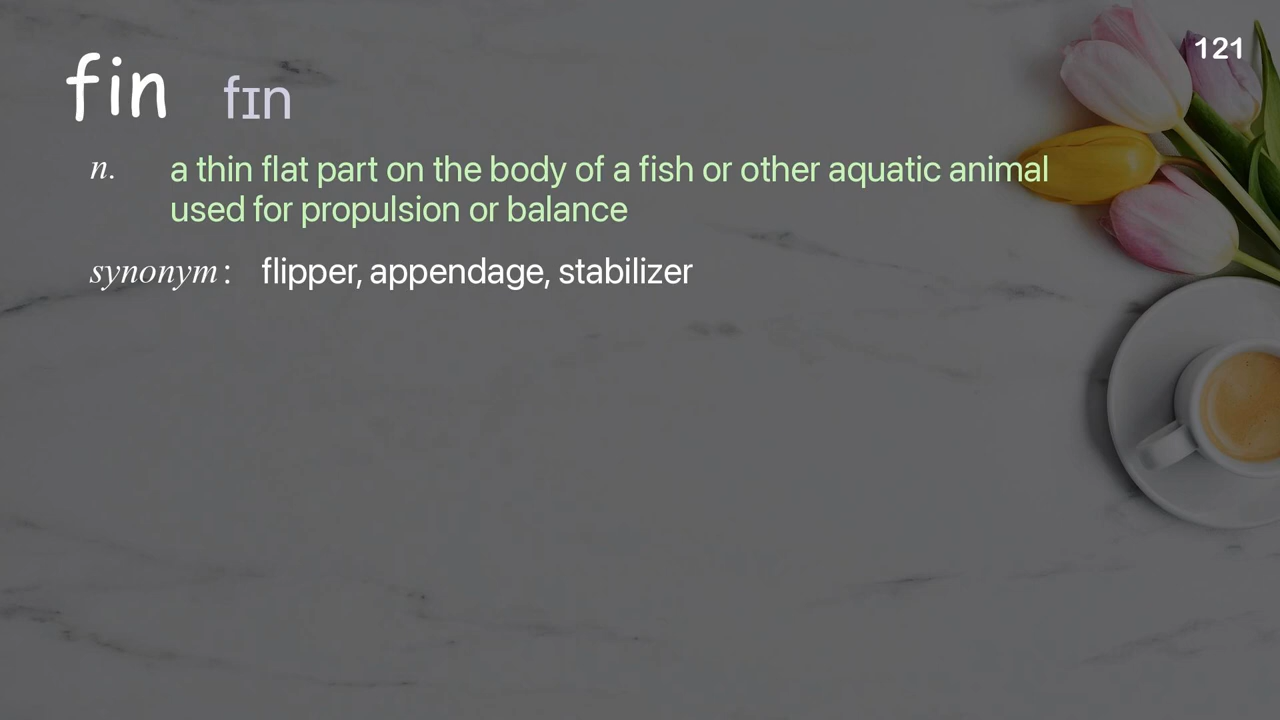 121
fin fɪn
n. a thin flat part on the body of a fish or other aquatic animal
used for propulsion or balance
synonym: flipper, appendage, stabilizer